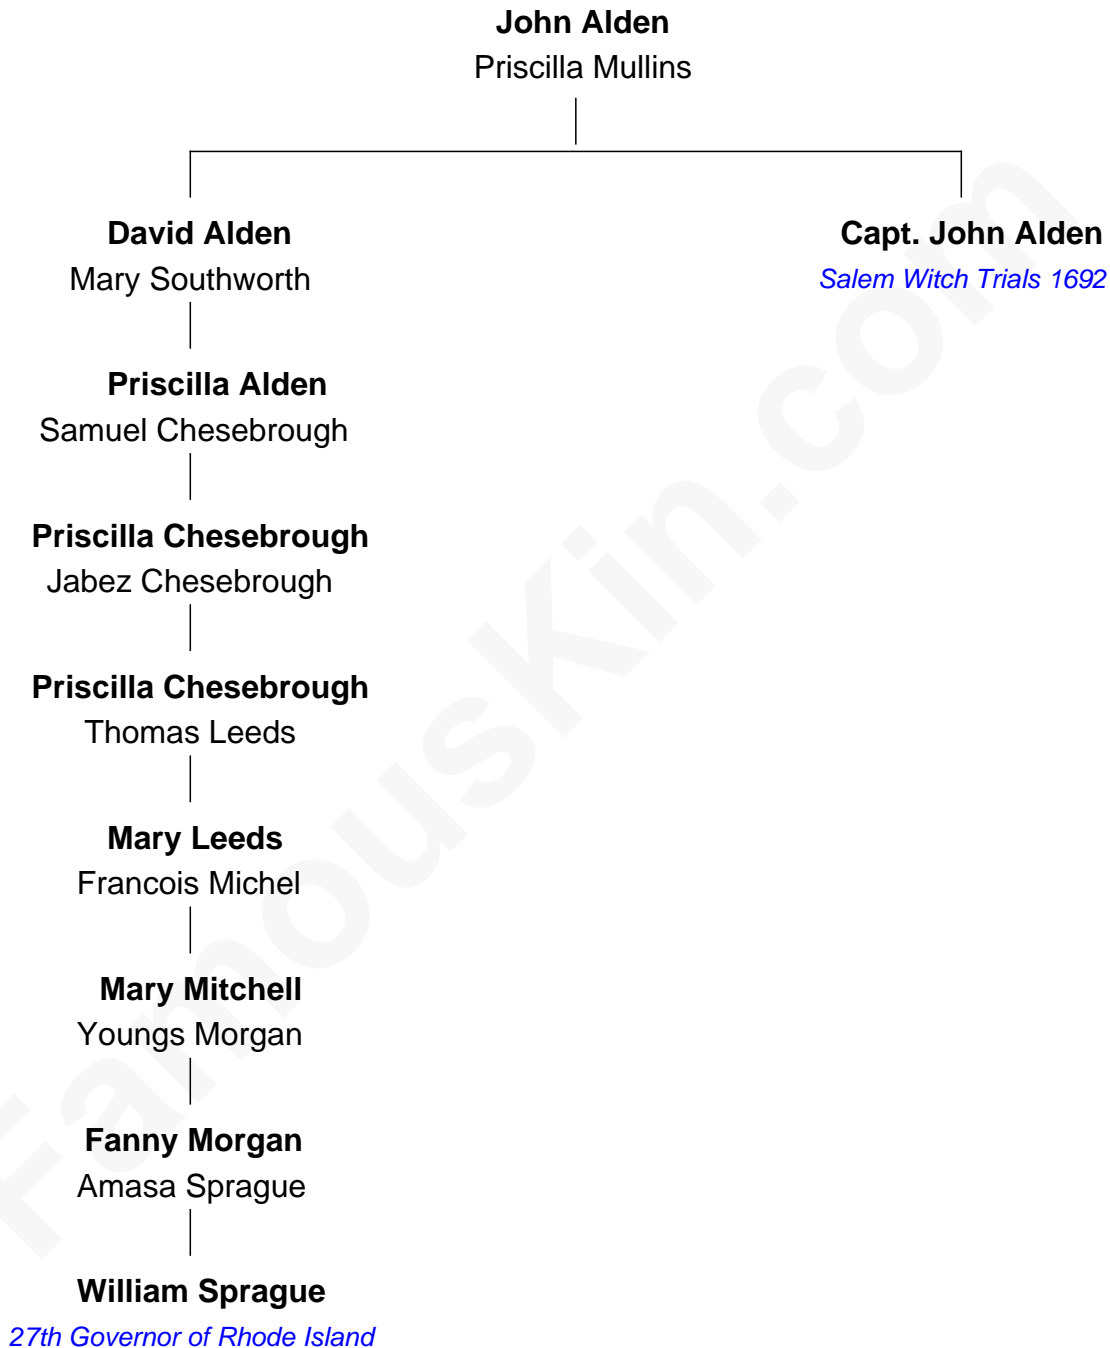 John Alden
Priscilla Mullins
David Alden
Mary Southworth
Capt. John Alden
Salem Witch Trials 1692
Priscilla Alden
Samuel Chesebrough
Priscilla Chesebrough
Jabez Chesebrough
Priscilla Chesebrough
Thomas Leeds
Mary Leeds
Francois Michel
Mary Mitchell
Youngs Morgan
Fanny Morgan
Amasa Sprague
William Sprague
27th Governor of Rhode Island
FamousKin.com